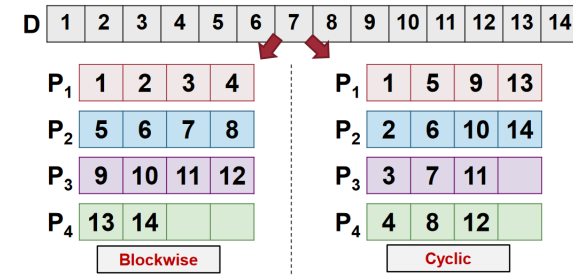 D 1 2 3 4 5 6 7 8 9 10 11 12 13 14
P1 1 2 3 4
P2 5 6 7 8
P3 9 10 11 12
P4 13 14
Blockwise
P1 1 5 9 13
P2 2 6 10 14
P3 3 7 11
P4 4 8 12
Cyclic